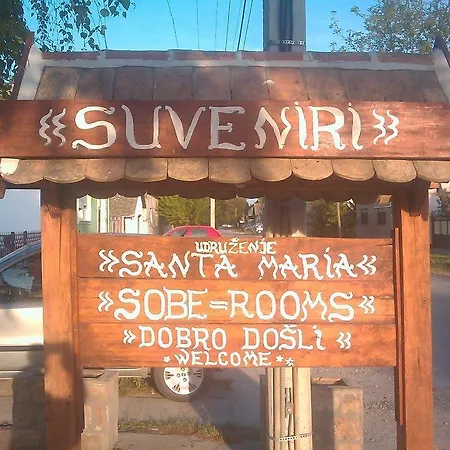 SUVENiRi
UDRUŽENJE
SANTA MARIA
SOBE=ROOMS
DOBRO DOŠLI
*WELCOME**